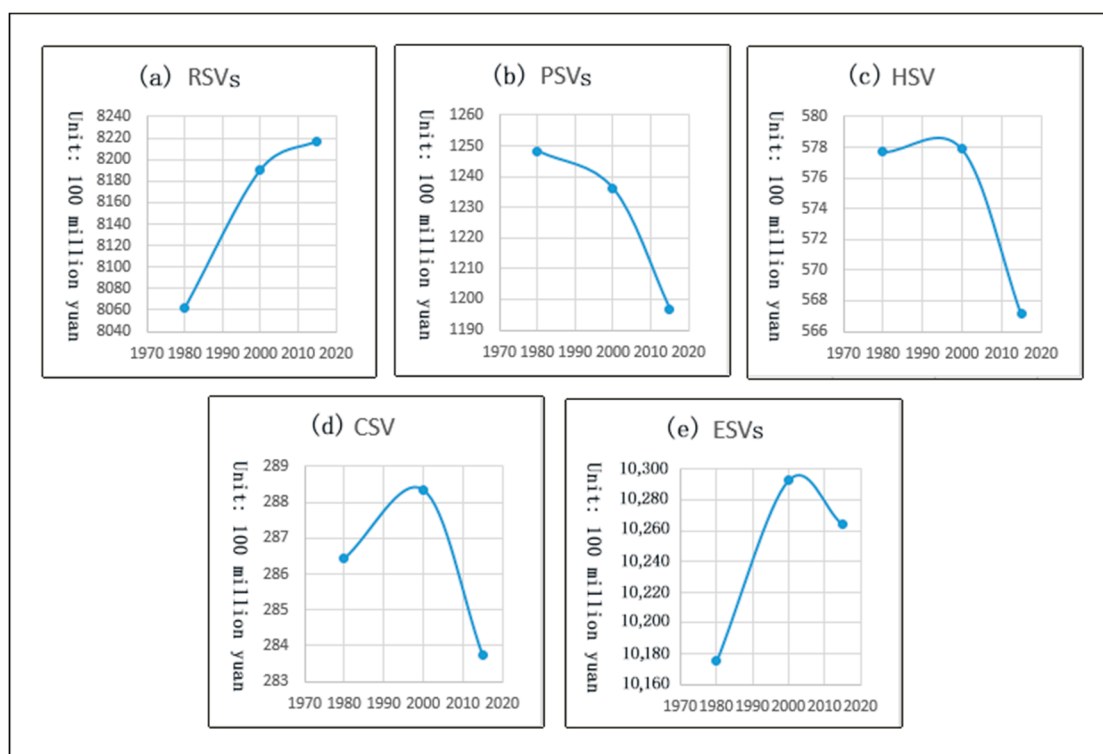 (a) RSVs
Unit: 100 million yuan
8240
8220
8200
8180
8160
8140
8120
8100
8080
8060
8040
1970 1980 1990 2000 2010 2020
(b) PSVs
Unit: 100 million yuan
1260
1250
1240
1230
1220
1210
1200
1190
1970 1980 1990 2000 2010 2020
(c) HSV
Unit: 100 million yuan
580
578
576
574
572
570
568
566
1970 1980 1990 2000 2010 2020
(d) CSV
Unit: 100 million yuan
289
288
287
286
285
284
283
1970 1980 1990 2000 2010 2020
(e) ESVs
Unit: 100 million yuan
10,300
10,280
10,260
10,240
10,220
10,200
10,180
10,160
1970 1980 1990 2000 2010 2020